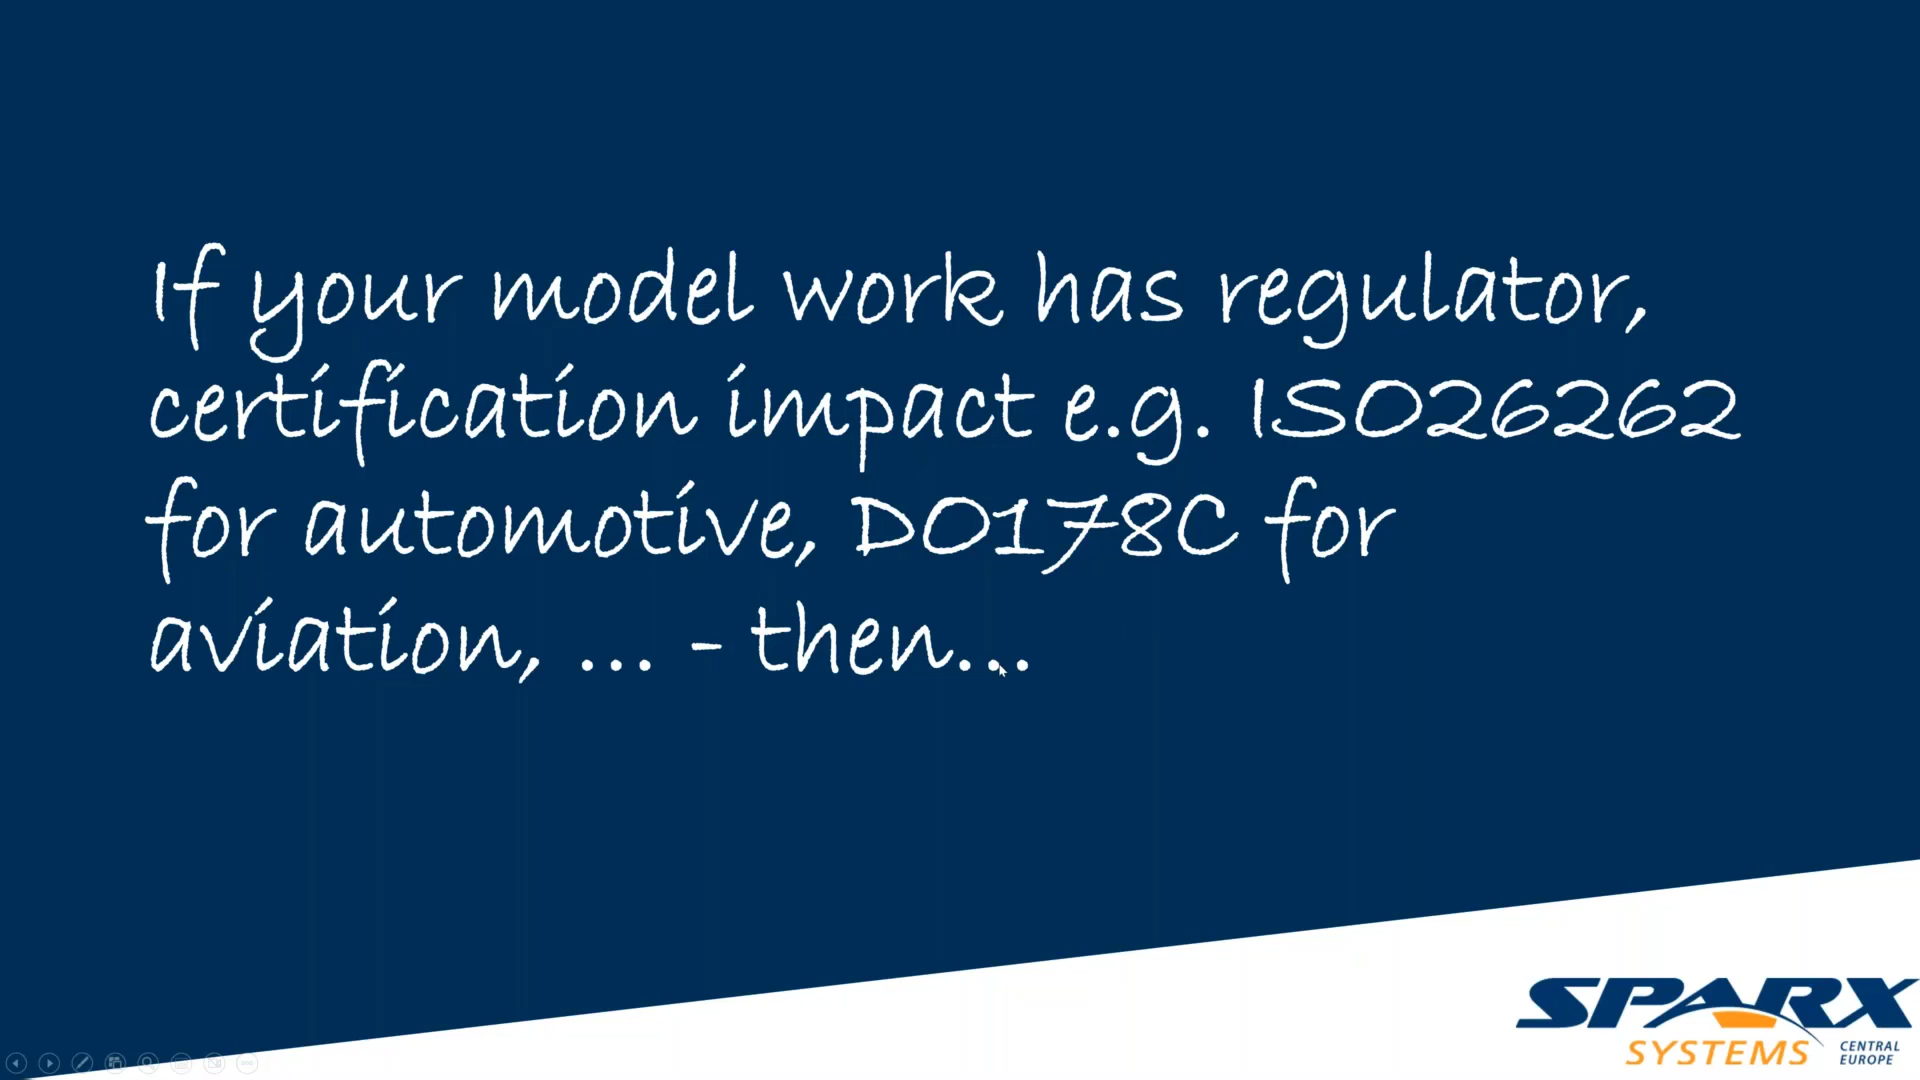 If your model work has regulator,
certification impact e.g. ISO26262
for automotive, DO178C for
aviation, ... - then...
SPARX
SYSTEMS
CENTRAL
EUROPE